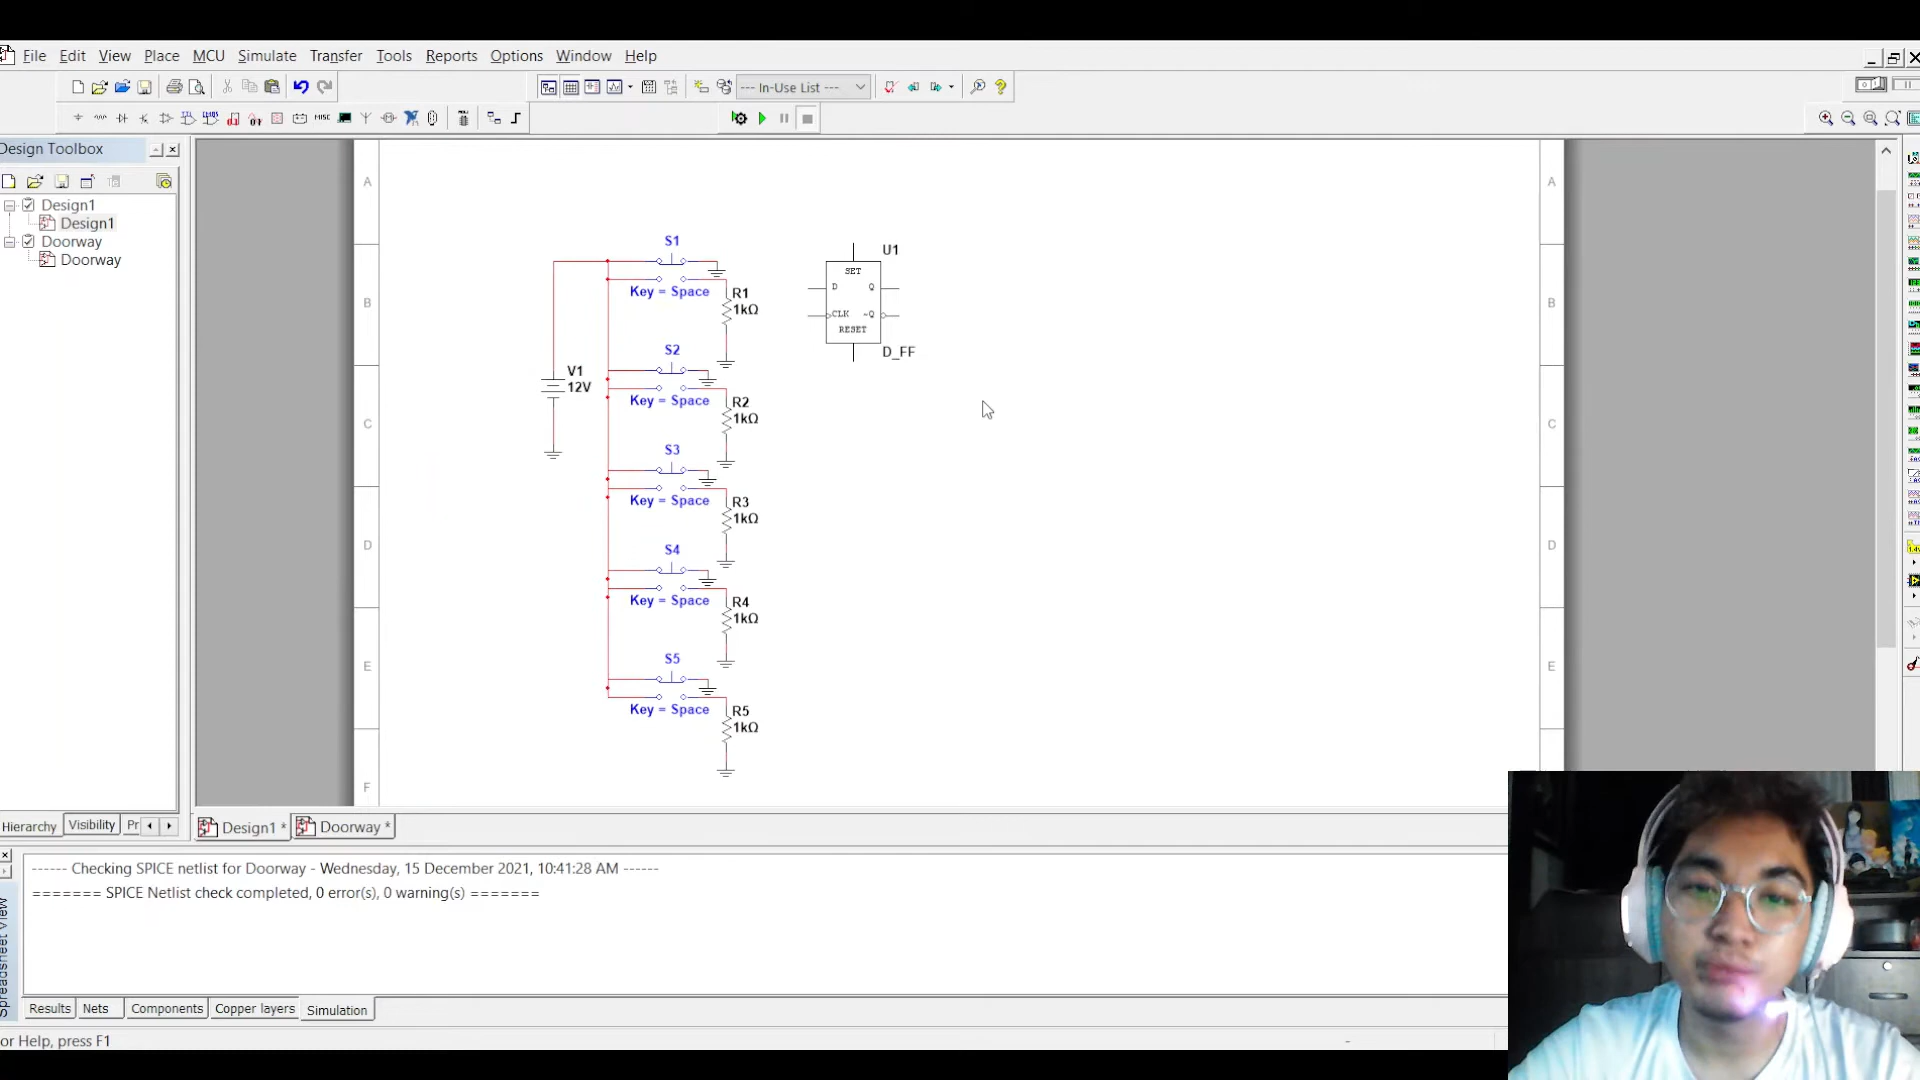 File Edit View Place MCU Simulate Transfer Tools Reports Options Window Help
--- In-Use List ---
MISC
Design Toolbox
Design1
Design1
Doorway
Doorway
A
A
B
B
C
C
D
D
E
E
F
S1
Key = Space
R1
1kΩ
S2
Key = Space
R2
1kΩ
V1
12V
S3
Key = Space
R3
1kΩ
S4
Key = Space
R4
1kΩ
S5
Key = Space
R5
1kΩ
U1
SET
D Q
CLK ~Q
RESET
D_FF
Hierarchy Visibility Pr
Design1 * Doorway *
------ Checking SPICE netlist for Doorway - Wednesday, 15 December 2021, 10:41:28 AM ------
======= SPICE Netlist check completed, 0 error(s), 0 warning(s) =======
Spreadsheet View
Results Nets Components Copper layers Simulation
or Help, press F1
-